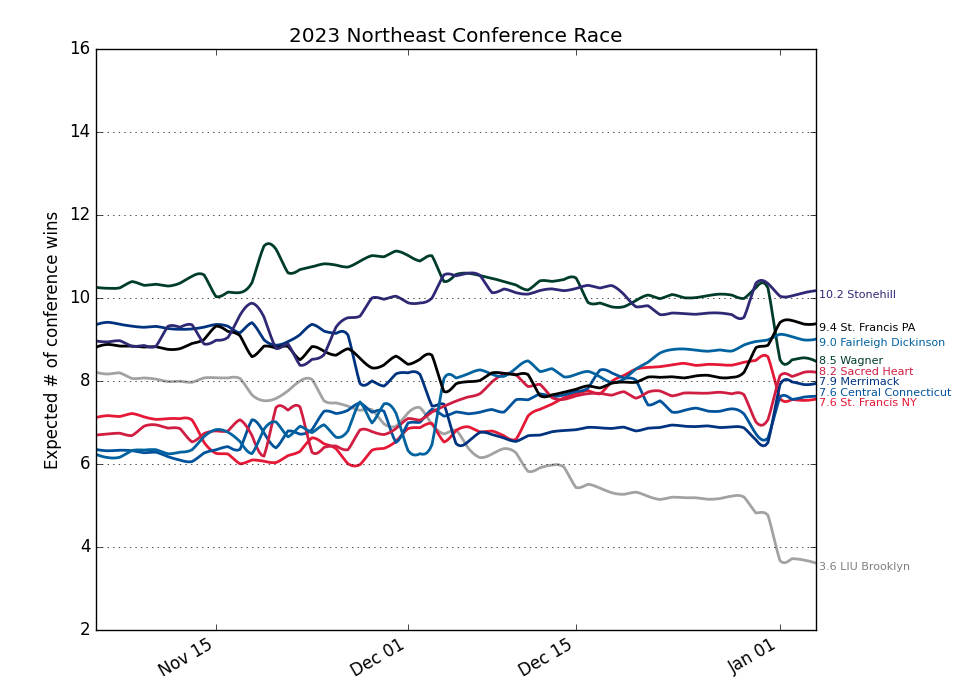 2023 Northeast Conference Race
Expected # of conference wins
16
14
12
10
8
6
4
2
Nov 15
Dec 01
Dec 15
Jan 01
10.2 Stonehill
9.4 St. Francis PA
9.0 Fairleigh Dickinson
8.5 Wagner
8.2 Sacred Heart
7.9 Merrimack
7.6 Central Connecticut
7.6 St. Francis NY
3.6 LIU Brooklyn